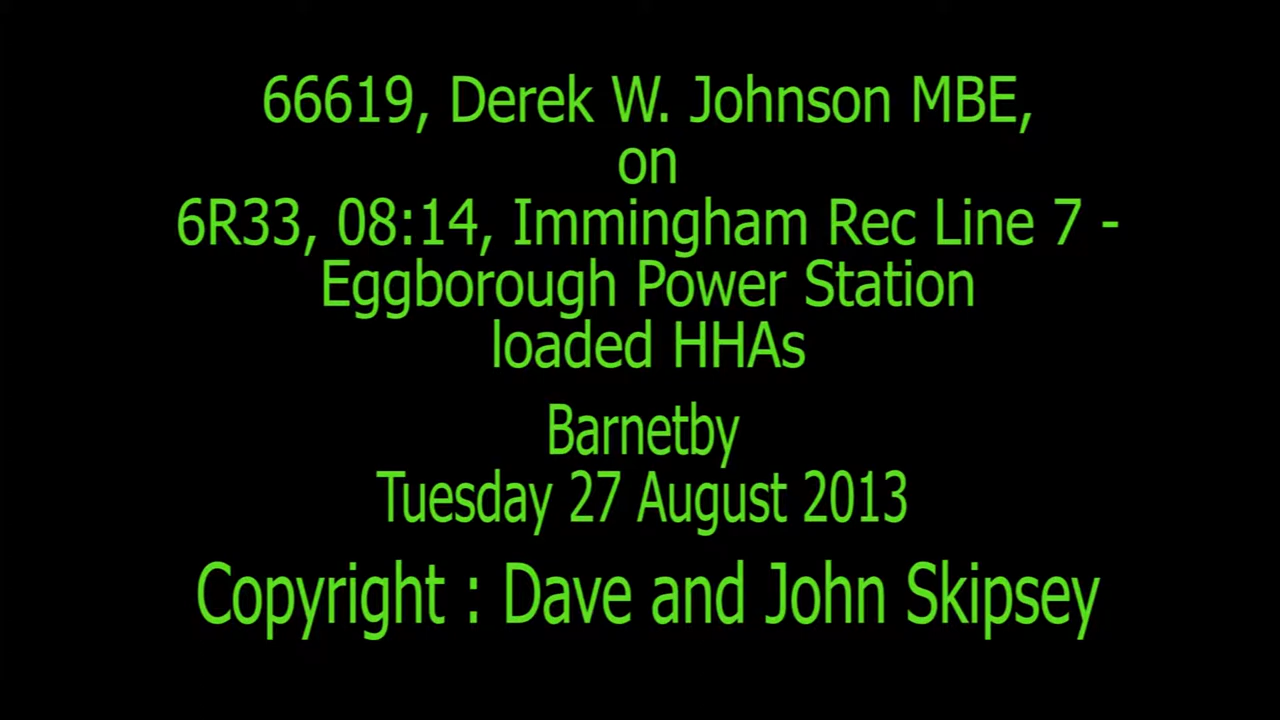 66619, Derek W. Johnson MBE,
on
6R33, 08:14, Immingham Rec Line 7 -
Eggborough Power Station
loaded HHAs
Barnetby
Tuesday 27 August 2013
Copyright : Dave and John Skipsey